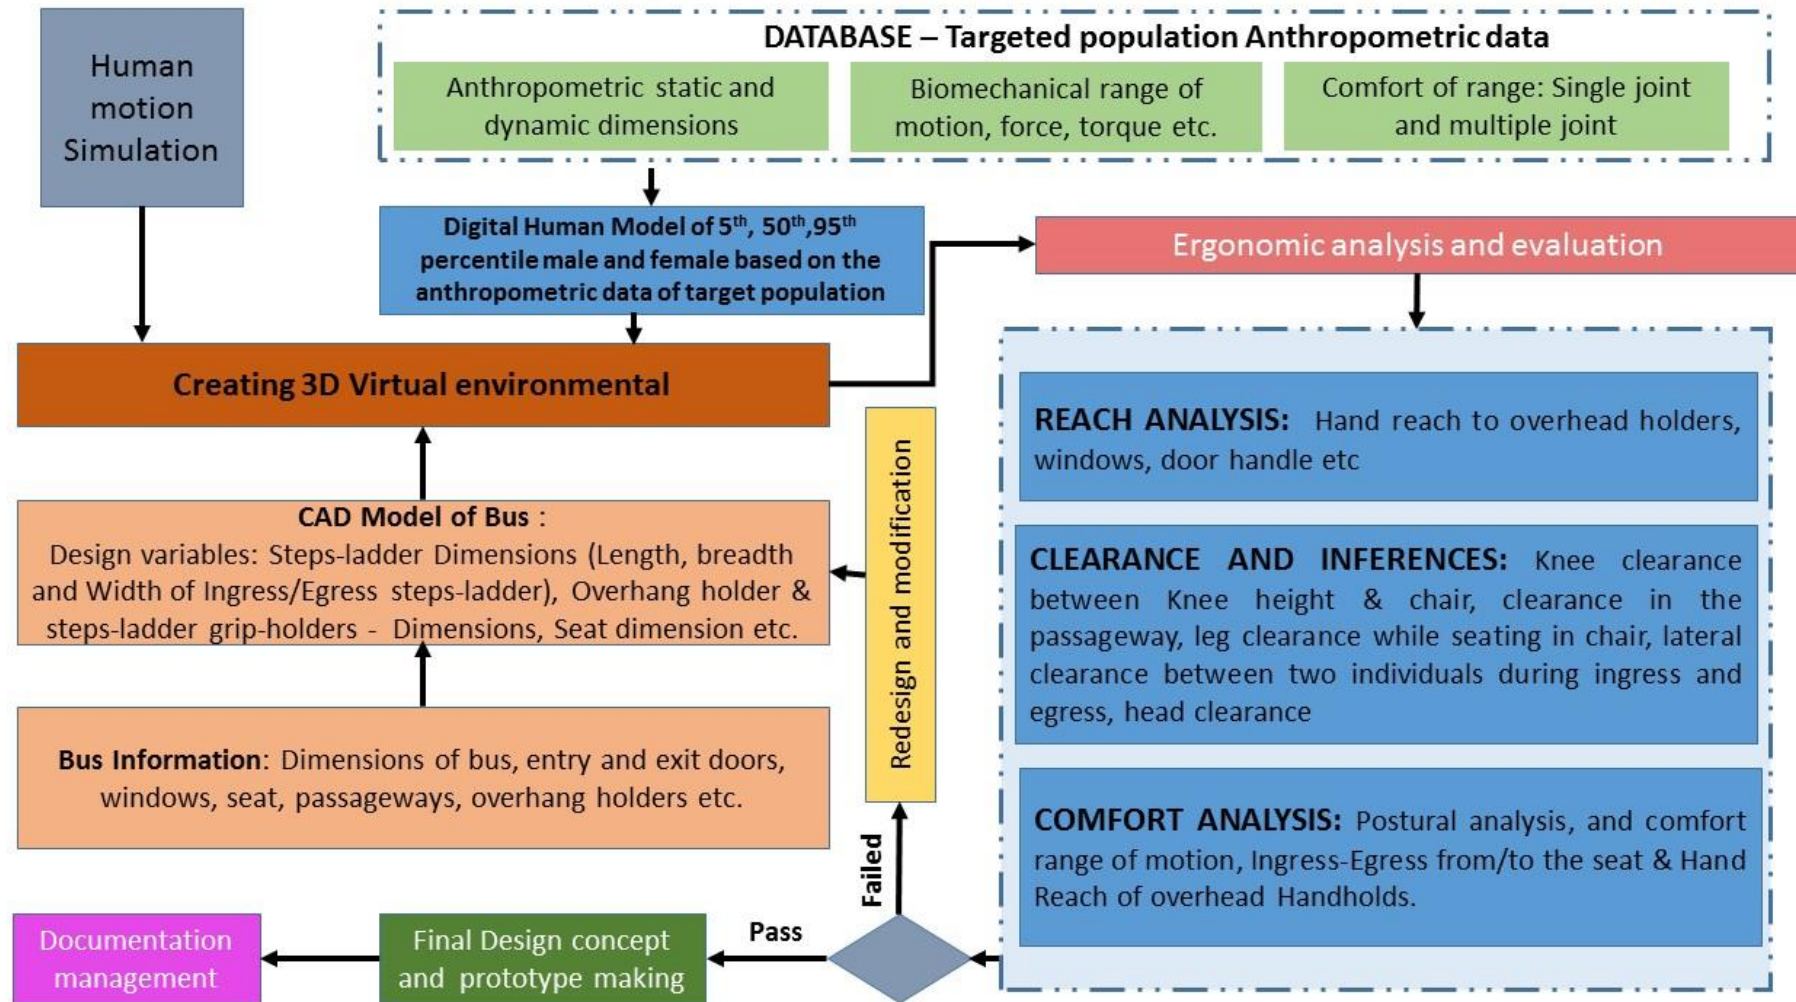 Human
motion
Simulation
DATABASE – Targeted population Anthropometric data
Anthropometric static and
dynamic dimensions
Biomechanical range of
motion, force, torque etc.
Comfort of range: Single joint
and multiple joint
Digital Human Model of 5th, 50th,95th
percentile male and female based on the
anthropometric data of target population
Ergonomic analysis and evaluation
Creating 3D Virtual environmental
CAD Model of Bus :
Design variables: Steps-ladder Dimensions (Length, breadth
and Width of Ingress/Egress steps-ladder), Overhang holder &
steps-ladder grip-holders - Dimensions, Seat dimension etc.
Bus Information: Dimensions of bus, entry and exit doors,
windows, seat, passageways, overhang holders etc.
Redesign and modification
REACH ANALYSIS: Hand reach to overhead holders,
windows, door handle etc
CLEARANCE AND INFERENCES: Knee clearance
between Knee height & chair, clearance in the
passageway, leg clearance while seating in chair, lateral
clearance between two individuals during ingress and
egress, head clearance
COMFORT ANALYSIS: Postural analysis, and comfort
range of motion, Ingress-Egress from/to the seat & Hand
Reach of overhead Handholds.
Failed
Pass
Final Design concept
and prototype making
Documentation
management